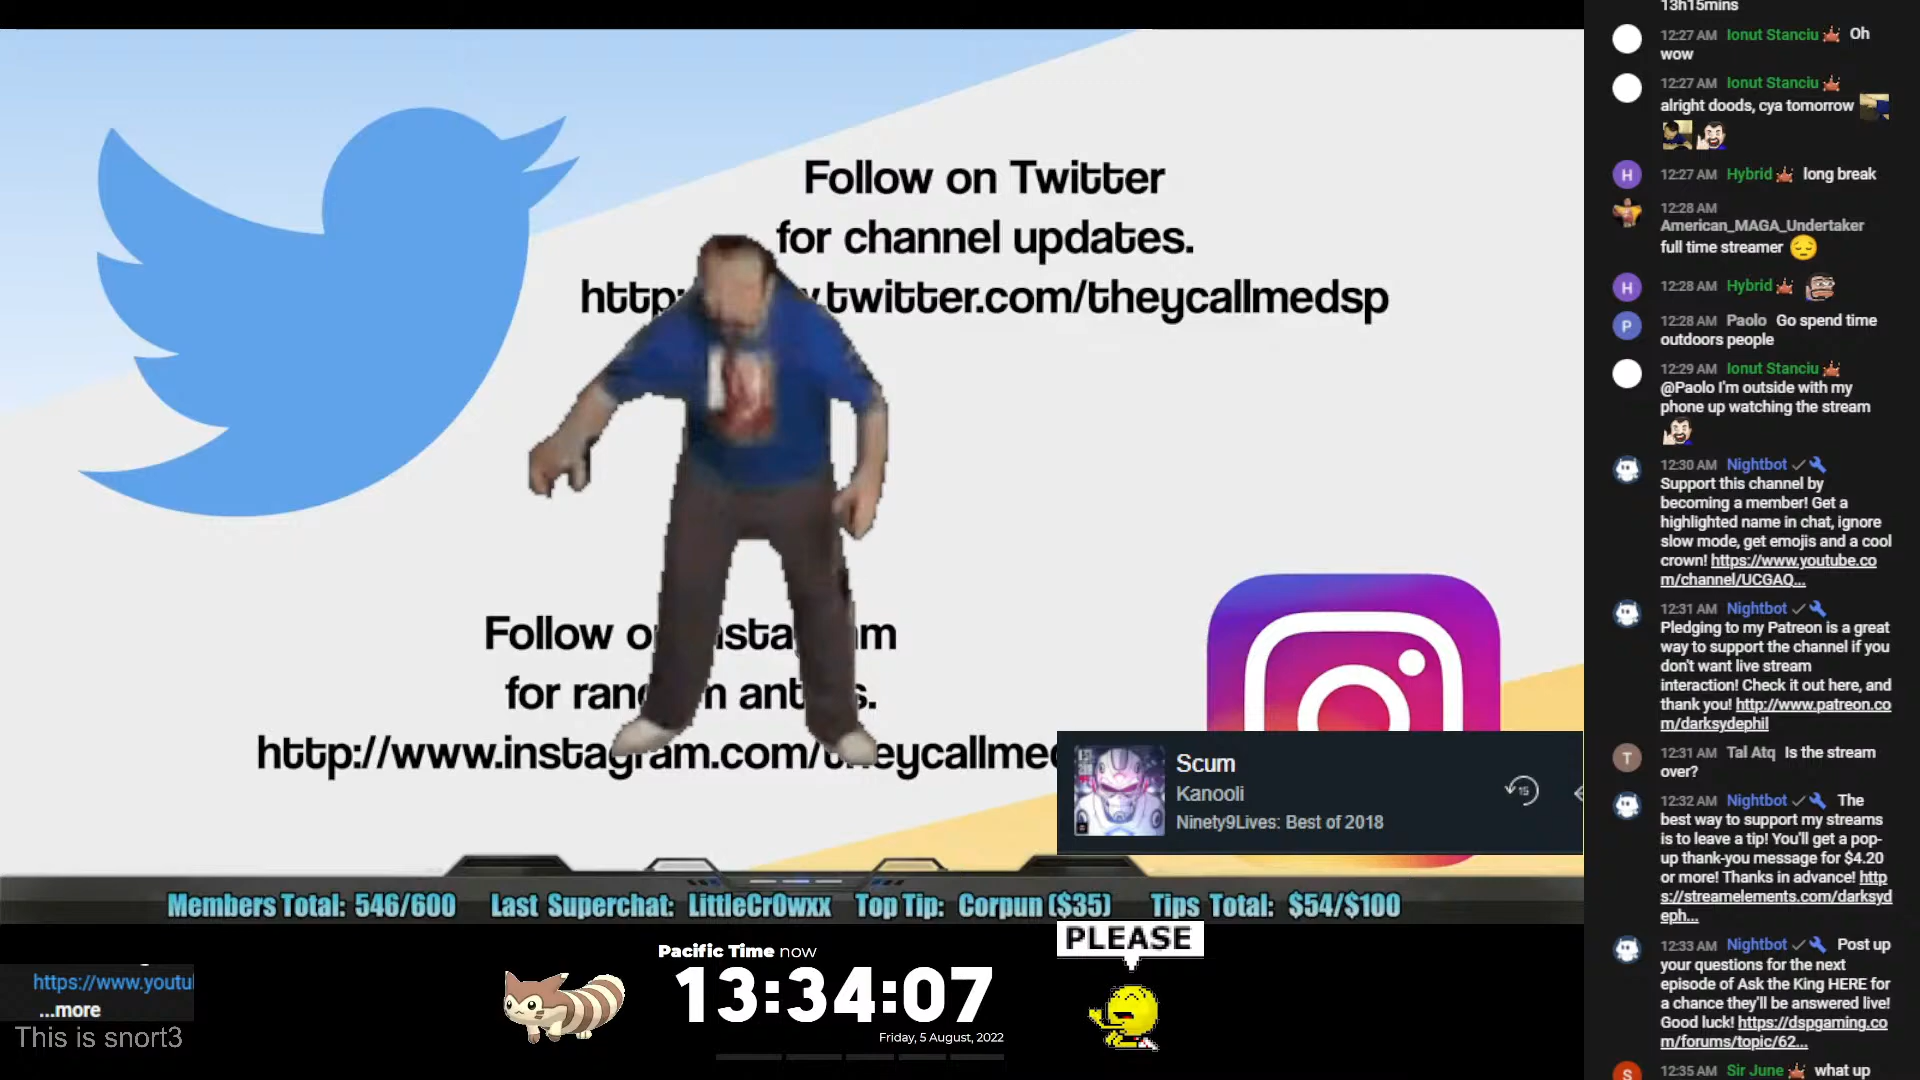 Follow on Twitter
for channel updates.
http twitter.com/theycallmedsp
Follow o nsta m
for ran m ant s.
http://www.instagram.com/ eycallme
Scum
Kanooli
Ninety9Lives: Best of 2018
15
Members Total: 546/600 Last Superchat: LittleCr0wxx Top Tip: Corpun ($35) Tips Total: $54/$100
PLEASE
Pacific Time now
13:34:07
Friday, 5 August, 2022
https://www.youtu
...more
This is snort3
13h15mins
12:27 AM Ionut Stanciu Oh
wow
12:27 AM Ionut Stanciu
alright doods, cya tomorrow
H 12:27 AM Hybrid long break
12:28 AM
American_MAGA_Undertaker
full time streamer
H 12:28 AM Hybrid
P 12:28 AM Paolo Go spend time
outdoors people
12:29 AM Ionut Stanciu
@Paolo I'm outside with my
phone up watching the stream
12:30 AM Nightbot
Support this channel by
becoming a member! Get a
highlighted name in chat, ignore
slow mode, get emojis and a cool
crown! https://www.youtube.co
m/channel/UCGAQ...
12:31 AM Nightbot
Pledging to my Patreon is a great
way to support the channel if you
don't want live stream
interaction! Check it out here, and
thank you! http://www.patreon.co
m/darksydephil
T 12:31 AM Tal Atq Is the stream
over?
12:32 AM Nightbot The
best way to support my streams
is to leave a tip! You'll get a pop-
up thank-you message for $4.20
or more! Thanks in advance! http
s://streamelements.com/darksyd
eph...
12:33 AM Nightbot Post up
your questions for the next
episode of Ask the King HERE for
a chance they'll be answered live!
Good luck! https://dspgaming.co
m/forums/topic/62...
S 12:35 AM Sir June what up